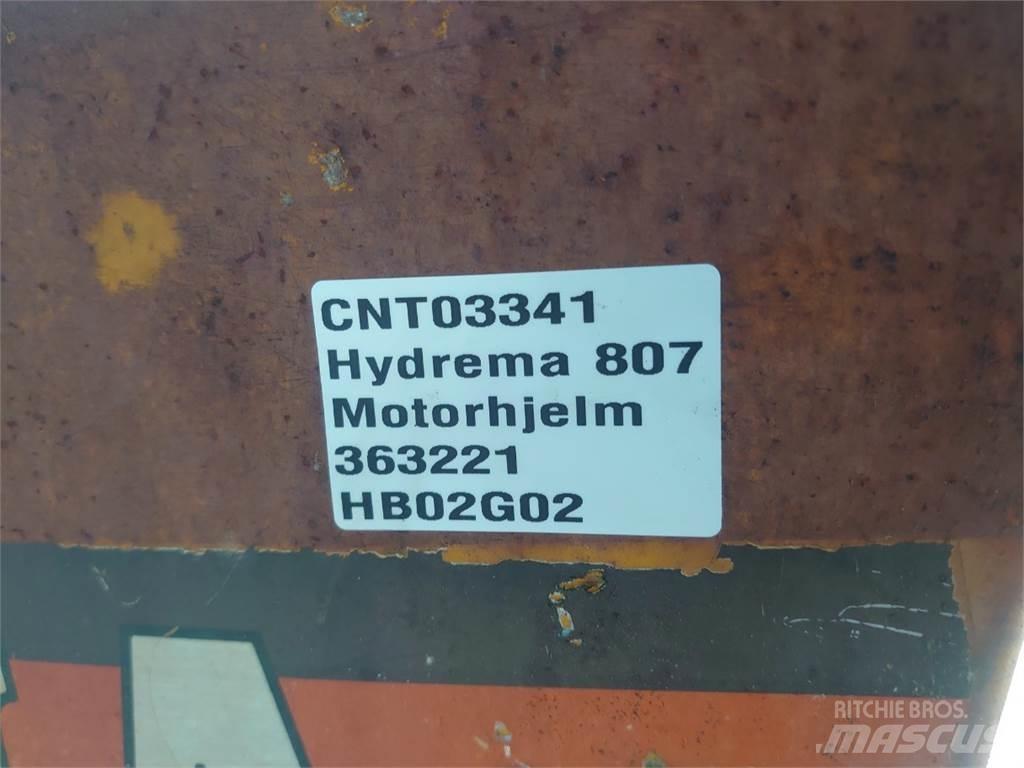 CNT03341
Hydrema 807
Motorhjelm
363221
HB02G02
RITCHIE BROS.
MASCUS